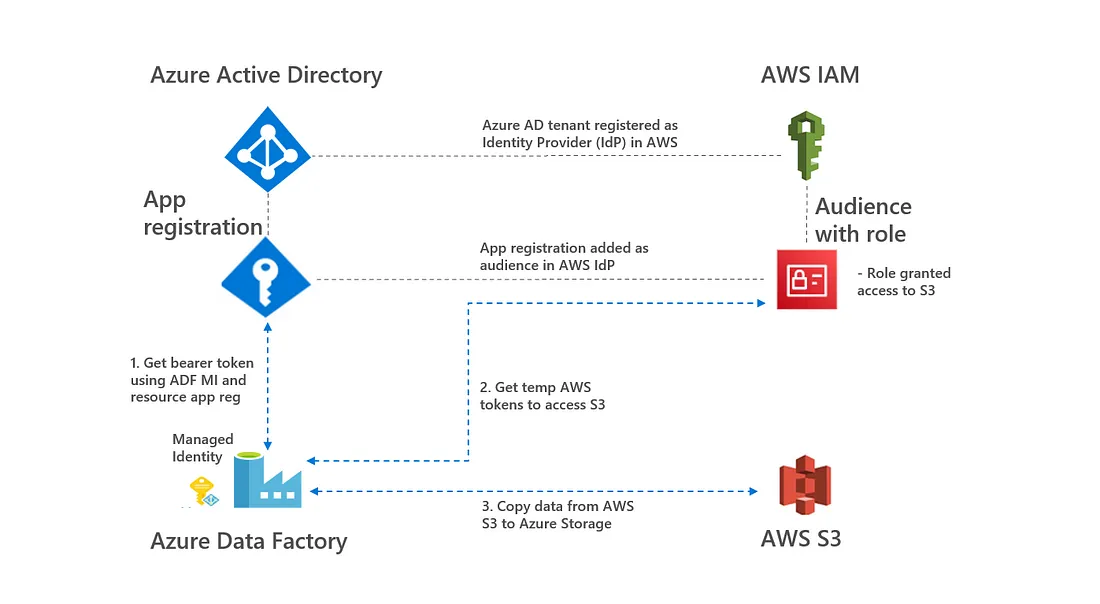 Azure Active Directory
AWS IAM
Azure AD tenant registered as
Identity Provider (IdP) in AWS
App
registration
Audience
with role
App registration added as
audience in AWS IdP
- Role granted
access to S3
1. Get bearer token
using ADF MI and
resource app reg
2. Get temp AWS
tokens to access S3
Managed
Identity
3. Copy data from AWS
S3 to Azure Storage
Azure Data Factory
AWS S3